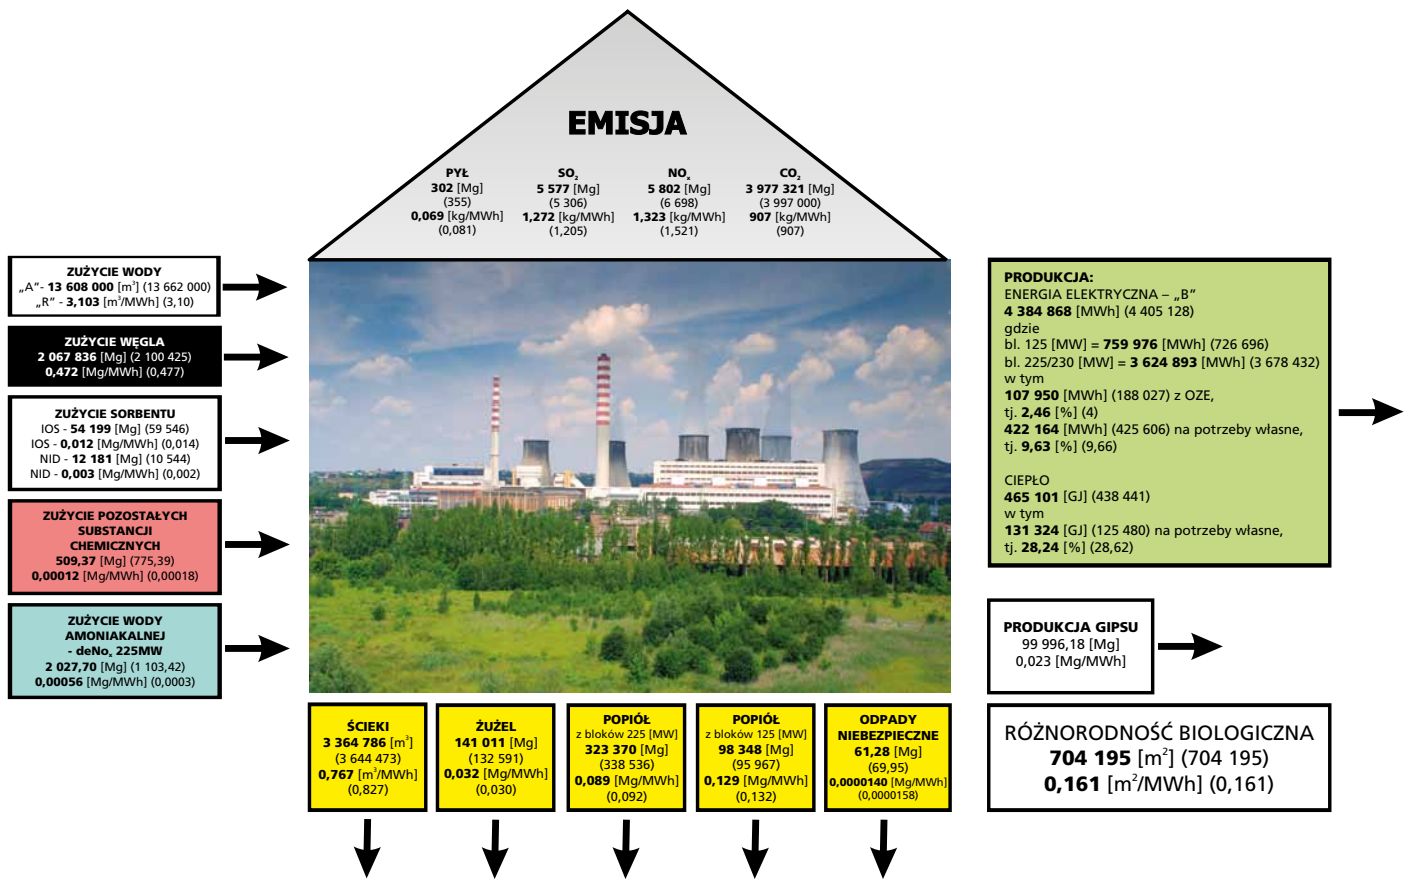 EMISJA
PYŁ
302 [Mg]
(355)
0,069 [kg/MWh]
(0,081)
SO₂
5 577 [Mg]
(5 306)
1,272 [kg/MWh]
(1,205)
NOₓ
5 802 [Mg]
(6 698)
1,323 [kg/MWh]
(1,521)
CO₂
3 977 321 [Mg]
(3 997 000)
907 [kg/MWh]
(907)
ZUŻYCIE WODY
„A”- 13 608 000 [m³] (13 662 000)
„R” - 3,103 [m³/MWh] (3,10)
ZUŻYCIE WĘGLA
2 067 836 [Mg] (2 100 425)
0,472 [Mg/MWh] (0,477)
ZUŻYCIE SORBENTU
IOS - 54 199 [Mg] (59 546)
IOS - 0,012 [Mg/MWh] (0,014)
NID - 12 181 [Mg] (10 544)
NID - 0,003 [Mg/MWh] (0,002)
ZUŻYCIE POZOSTAŁYCH
SUBSTANCJI
CHEMICZNYCH
509,37 [Mg] (775,39)
0,00012 [Mg/MWh] (0,00018)
ZUŻYCIE WODY
AMONIAKALNEJ
- deNoₓ 225MW
2 027,70 [Mg] (1 103,42)
0,00056 [Mg/MWh] (0,0003)
PRODUKCJA:
ENERGIA ELEKTRYCZNA – „B”
4 384 868 [MWh] (4 405 128)
gdzie
bl. 125 [MW] = 759 976 [MWh] (726 696)
bl. 225/230 [MW] = 3 624 893 [MWh] (3 678 432)
w tym
107 950 [MWh] (188 027) z OZE,
tj. 2,46 [%] (4)
422 164 [MWh] (425 606) na potrzeby własne,
tj. 9,63 [%] (9,66)
CIEPŁO
465 101 [GJ] (438 441)
w tym
131 324 [GJ] (125 480) na potrzeby własne,
tj. 28,24 [%] (28,62)
PRODUKCJA GIPSU
99 996,18 [Mg]
0,023 [Mg/MWh]
ŚCIEKI
3 364 786 [m³]
(3 644 473)
0,767 [m³/MWh]
(0,827)
ŻUŻEL
141 011 [Mg]
(132 591)
0,032 [Mg/MWh]
(0,030)
POPIÓŁ
z bloków 225 [MW]
323 370 [Mg]
(338 536)
0,089 [Mg/MWh]
(0,092)
POPIÓŁ
z bloków 125 [MW]
98 348 [Mg]
(95 967)
0,129 [Mg/MWh]
(0,132)
ODPADY
NIEBEZPIECZNE
61,28 [Mg]
(69,95)
0,0000140 [Mg/MWh]
(0,0000158)
RÓŻNORODNOŚĆ BIOLOGICZNA
704 195 [m²] (704 195)
0,161 [m²/MWh] (0,161)